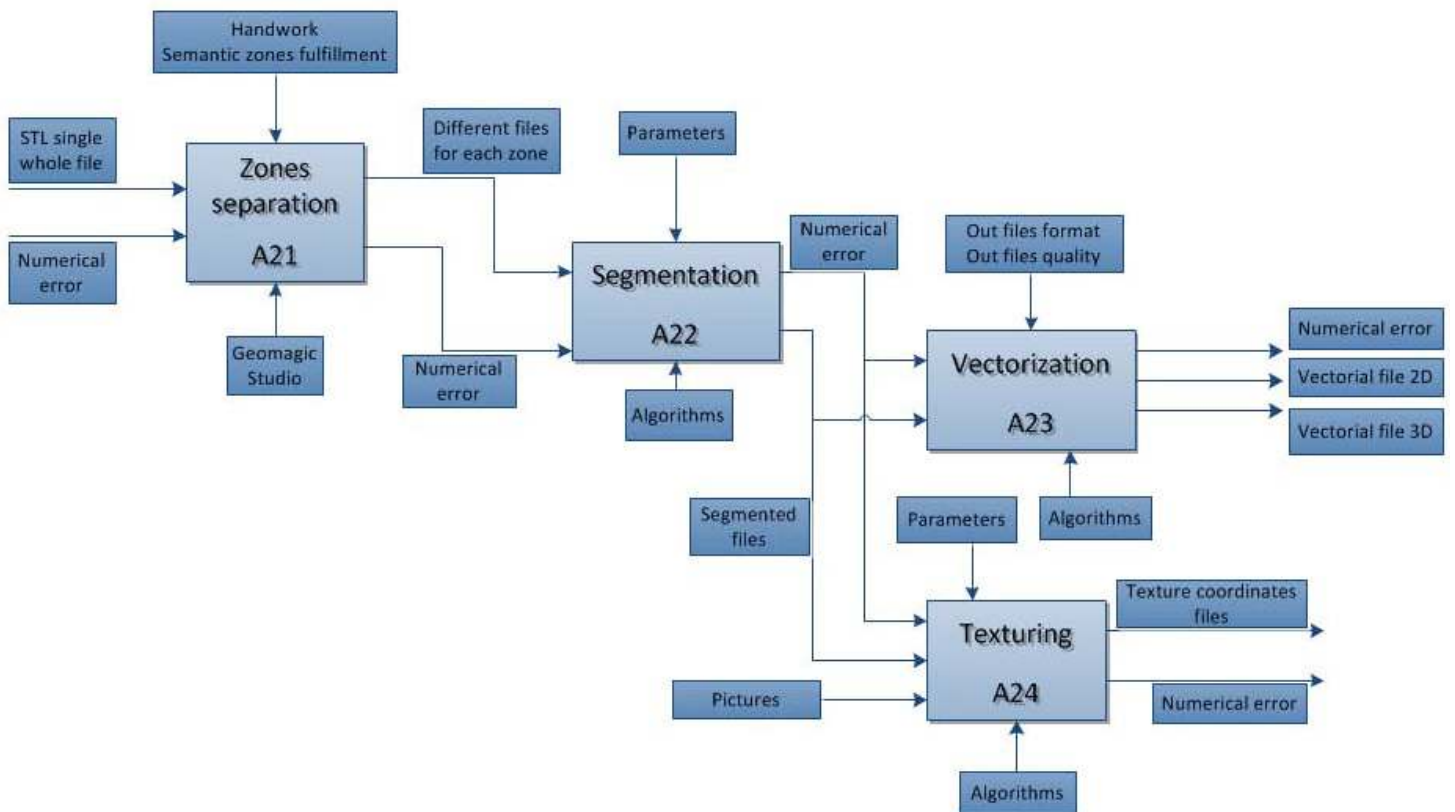 Handwork
Semantic zones fulfillment
STL single
whole file
Numerical
error
Zones
separation
A21
Geomagic
Studio
Different files
for each zone
Numerical
error
Parameters
Segmentation
A22
Algorithms
Numerical
error
Segmented
files
Out files format
Out files quality
Vectorization
A23
Algorithms
Numerical error
Vectorial file 2D
Vectorial file 3D
Parameters
Pictures
Texturing
A24
Algorithms
Texture coordinates
files
Numerical error